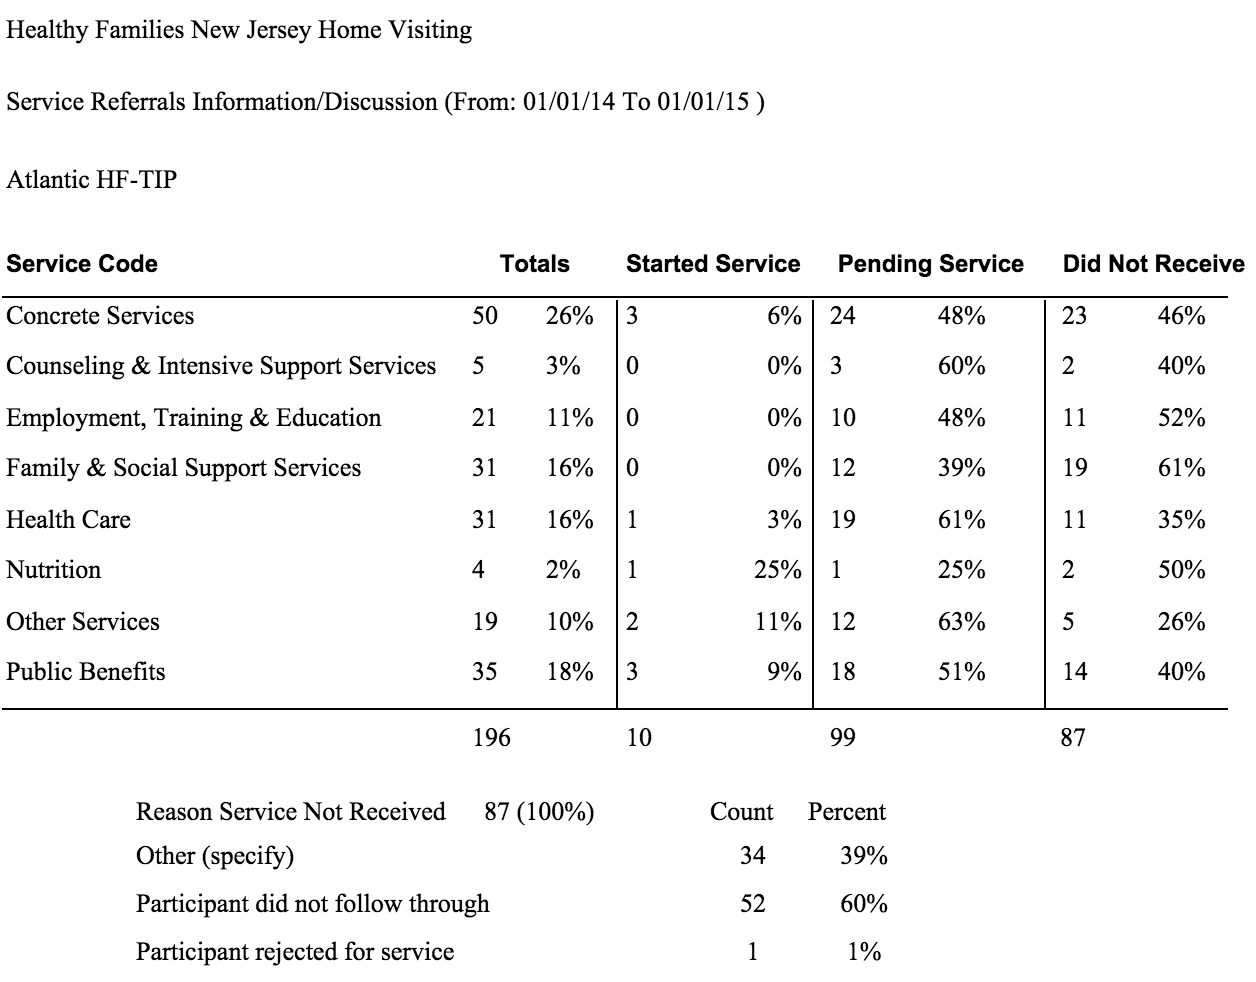 Healthy Families New Jersey Home Visiting
Service Referrals Information/Discussion (From: 01/01/14 To 01/01/15 )
Atlantic HF-TIP
Service Code Totals Started Service Pending Service Did Not Receive
Concrete Services 50 26% 3 6% 24 48% 23 46%
Counseling & Intensive Support Services 5 3% 0 0% 3 60% 2 40%
Employment, Training & Education 21 11% 0 0% 10 48% 11 52%
Family & Social Support Services 31 16% 0 0% 12 39% 19 61%
Health Care 31 16% 1 3% 19 61% 11 35%
Nutrition 4 2% 1 25% 1 25% 2 50%
Other Services 19 10% 2 11% 12 63% 5 26%
Public Benefits 35 18% 3 9% 18 51% 14 40%
196 10 99 87
Reason Service Not Received 87 (100%) Count Percent
Other (specify) 34 39%
Participant did not follow through 52 60%
Participant rejected for service 1 1%